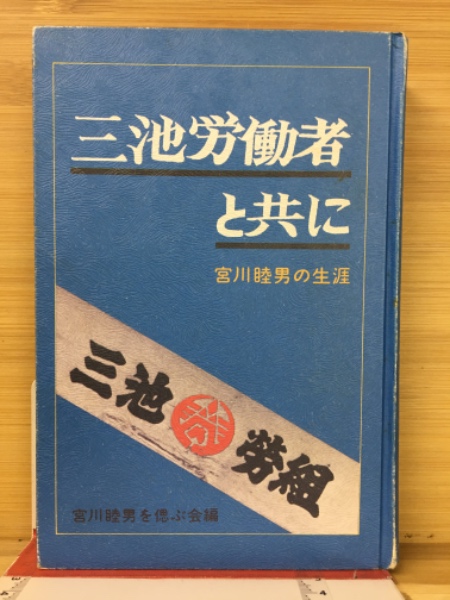 三池労働者
と共に
宮川睦男の生涯
三池 労 労組
宮川睦男を偲ぶ会編